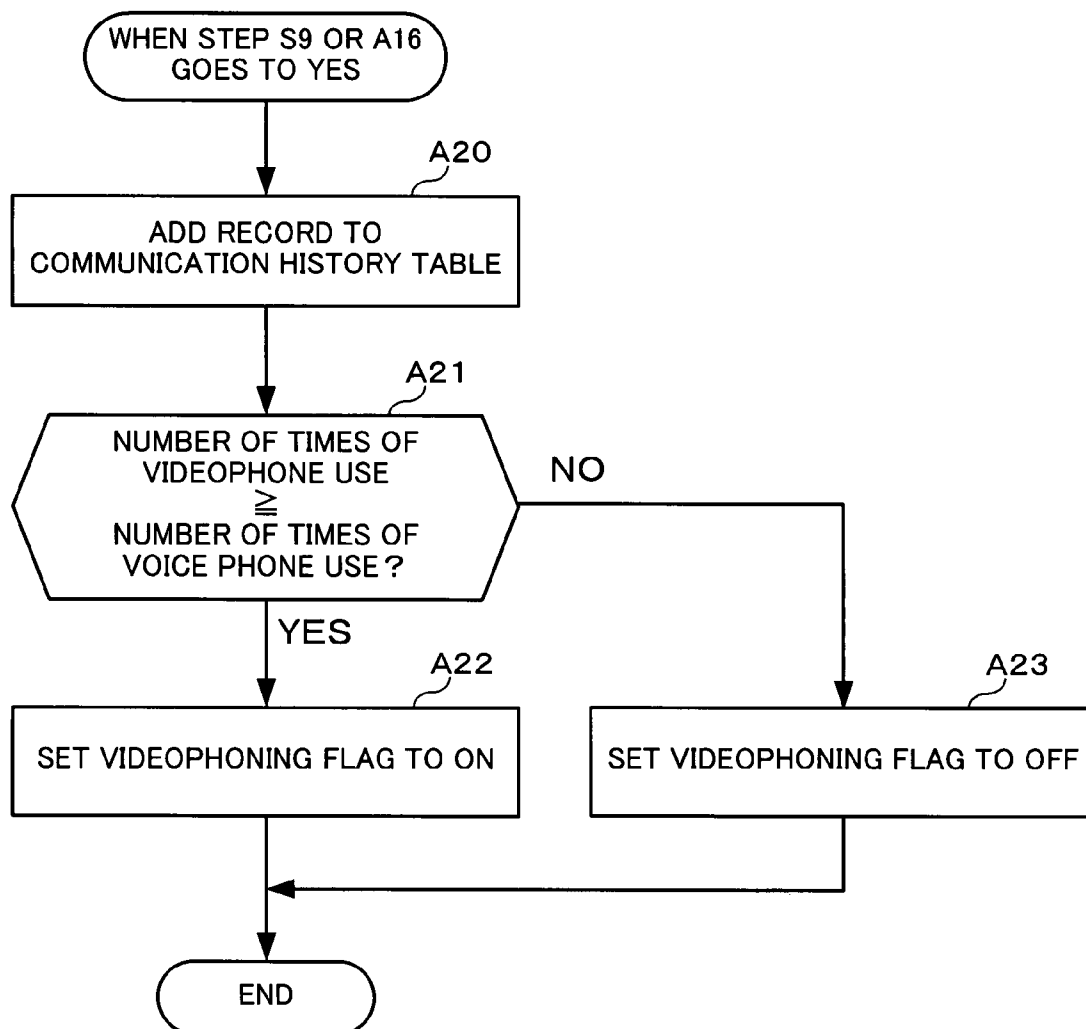 WHEN STEP S9 OR A16
GOES TO YES
A20
ADD RECORD TO
COMMUNICATION HISTORY TABLE
A21
NUMBER OF TIMES OF
VIDEOPHONE USE
≧
NUMBER OF TIMES OF
VOICE PHONE USE?
NO
YES
A22
SET VIDEOPHONING FLAG TO ON
A23
SET VIDEOPHONING FLAG TO OFF
END